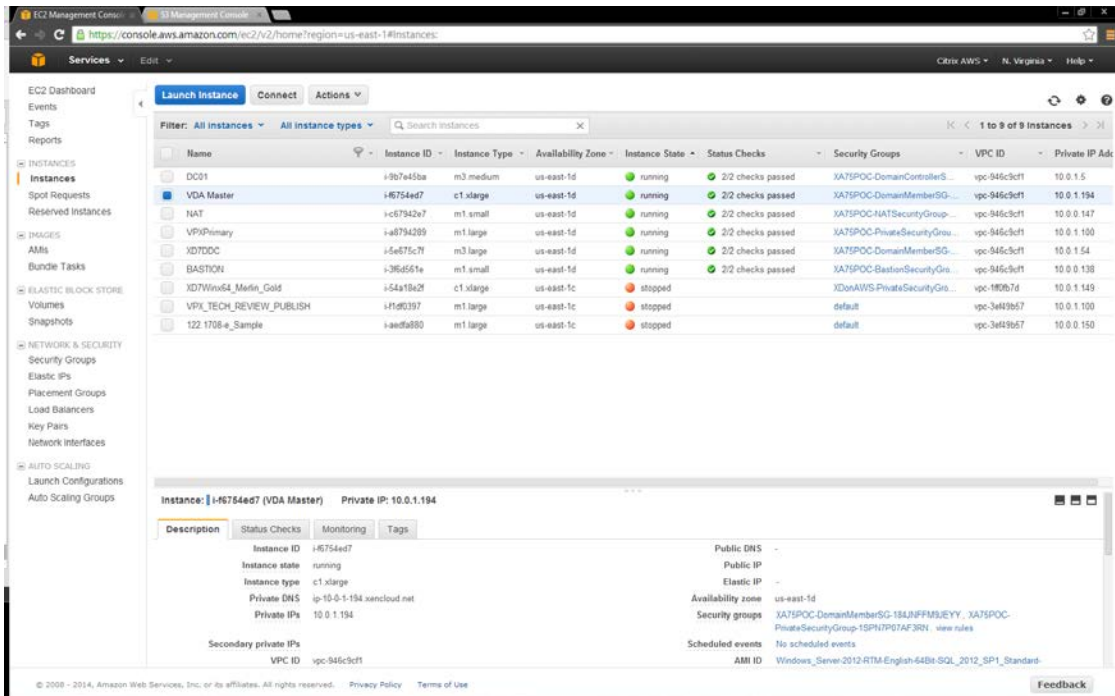 EC2 Management Consol
S3 Management Console
https://console.aws.amazon.com/ec2/v2/home?region=us-east-1#Instances:
Services Edit Citrix AWS N. Virginia Help
EC2 Dashboard
Events
Tags
Reports
INSTANCES
Instances
Spot Requests
Reserved Instances
IMAGES
AMIs
Bundle Tasks
ELASTIC BLOCK STORE
Volumes
Snapshots
NETWORK & SECURITY
Security Groups
Elastic IPs
Placement Groups
Load Balancers
Key Pairs
Network Interfaces
AUTO SCALING
Launch Configurations
Auto Scaling Groups
Launch Instance Connect Actions
Filter: All instances All instance types Search Instances 1 to 9 of 9 Instances
Name Instance ID Instance Type Availability Zone Instance State Status Checks Security Groups VPC ID Private IP Add
DC01 i-9b7e45ba m3.medium us-east-1d running 2/2 checks passed XA75POC-DomainControllerS... vpc-946c9cf1 10.0.1.5
VDA Master i-f6754ed7 c1.xlarge us-east-1d running 2/2 checks passed XA75POC-DomainMemberSG-... vpc-946c9cf1 10.0.1.194
NAT i-c67942e7 m1.small us-east-1d running 2/2 checks passed XA75POC-NATSecurityGroup-... vpc-946c9cf1 10.0.0.147
VPXPrimary i-a8794289 m1.large us-east-1d running 2/2 checks passed XA75POC-PrivateSecurityGrou... vpc-946c9cf1 10.0.1.100
XD7DDC i-5e675c7f m3.large us-east-1d running 2/2 checks passed XA75POC-DomainMemberSG-... vpc-946c9cf1 10.0.1.54
BASTION i-3f6d561e m1.small us-east-1d running 2/2 checks passed XA75POC-BastionSecurityGro... vpc-946c9cf1 10.0.0.138
XD7Winx64_Merlin_Gold i-54a18e2f c1.xlarge us-east-1c stopped XDonAWS-PrivateSecurityGro... vpc-1ff0fb7d 10.0.1.149
VPX_TECH_REVIEW_PUBLISH i-f1df0397 m1.large us-east-1c stopped default vpc-3ef49b57 10.0.1.100
122.1708-e_Sample i-aedfa880 m1.large us-east-1c stopped default vpc-3ef49b57 10.0.0.150
Instance: i-f6754ed7 (VDA Master) Private IP: 10.0.1.194
Description Status Checks Monitoring Tags
Instance ID i-f6754ed7
Instance state running
Instance type c1.xlarge
Private DNS ip-10-0-1-194.xencloud.net
Private IPs 10.0.1.194
Secondary private IPs
VPC ID vpc-946c9cf1
Public DNS -
Public IP
Elastic IP -
Availability zone us-east-1d
Security groups XA75POC-DomainMemberSG-184JNFFM9JEYY, XA75POC-
PrivateSecurityGroup-1SPN7P07AF3RN. view rules
Scheduled events No scheduled events
AMI ID Windows_Server-2012-RTM-English-64Bit-SQL_2012_SP1_Standard-
© 2008 - 2014, Amazon Web Services, Inc. or its affiliates. All rights reserved. Privacy Policy Terms of Use Feedback